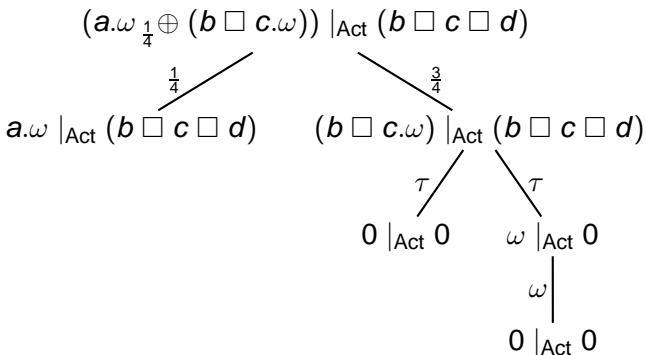 (a.ω ¼⊕ (b □ c.ω)) |Act (b □ c □ d)
¼ ¾
a.ω |Act (b □ c □ d) (b □ c.ω) |Act (b □ c □ d)
τ τ
0 |Act 0 ω |Act 0
ω
0 |Act 0